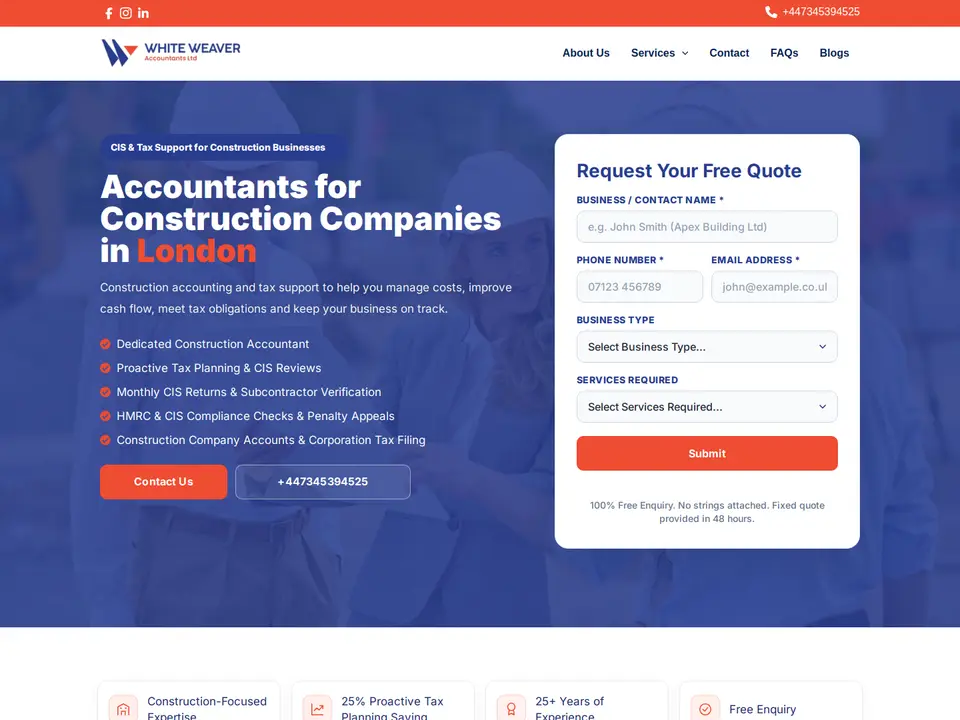 +447345394525
WHITE WEAVER
Accountants Ltd
About Us
Services
Contact
FAQs
Blogs
CIS & Tax Support for Construction Businesses
Accountants for
Construction Companies
in London
Construction accounting and tax support to help you manage costs, improve
cash flow, meet tax obligations and keep your business on track.
Dedicated Construction Accountant
Proactive Tax Planning & CIS Reviews
Monthly CIS Returns & Subcontractor Verification
HMRC & CIS Compliance Checks & Penalty Appeals
Construction Company Accounts & Corporation Tax Filing
Contact Us
+447345394525
Request Your Free Quote
BUSINESS / CONTACT NAME *
e.g. John Smith (Apex Building Ltd)
PHONE NUMBER *
EMAIL ADDRESS *
07123 456789
john@example.co.ul
BUSINESS TYPE
Select Business Type...
SERVICES REQUIRED
Select Services Required...
Submit
100% Free Enquiry. No strings attached. Fixed quote
provided in 48 hours.
Construction-Focused
Expertise
25% Proactive Tax
Planning Saving
25+ Years of
Experience
Free Enquiry